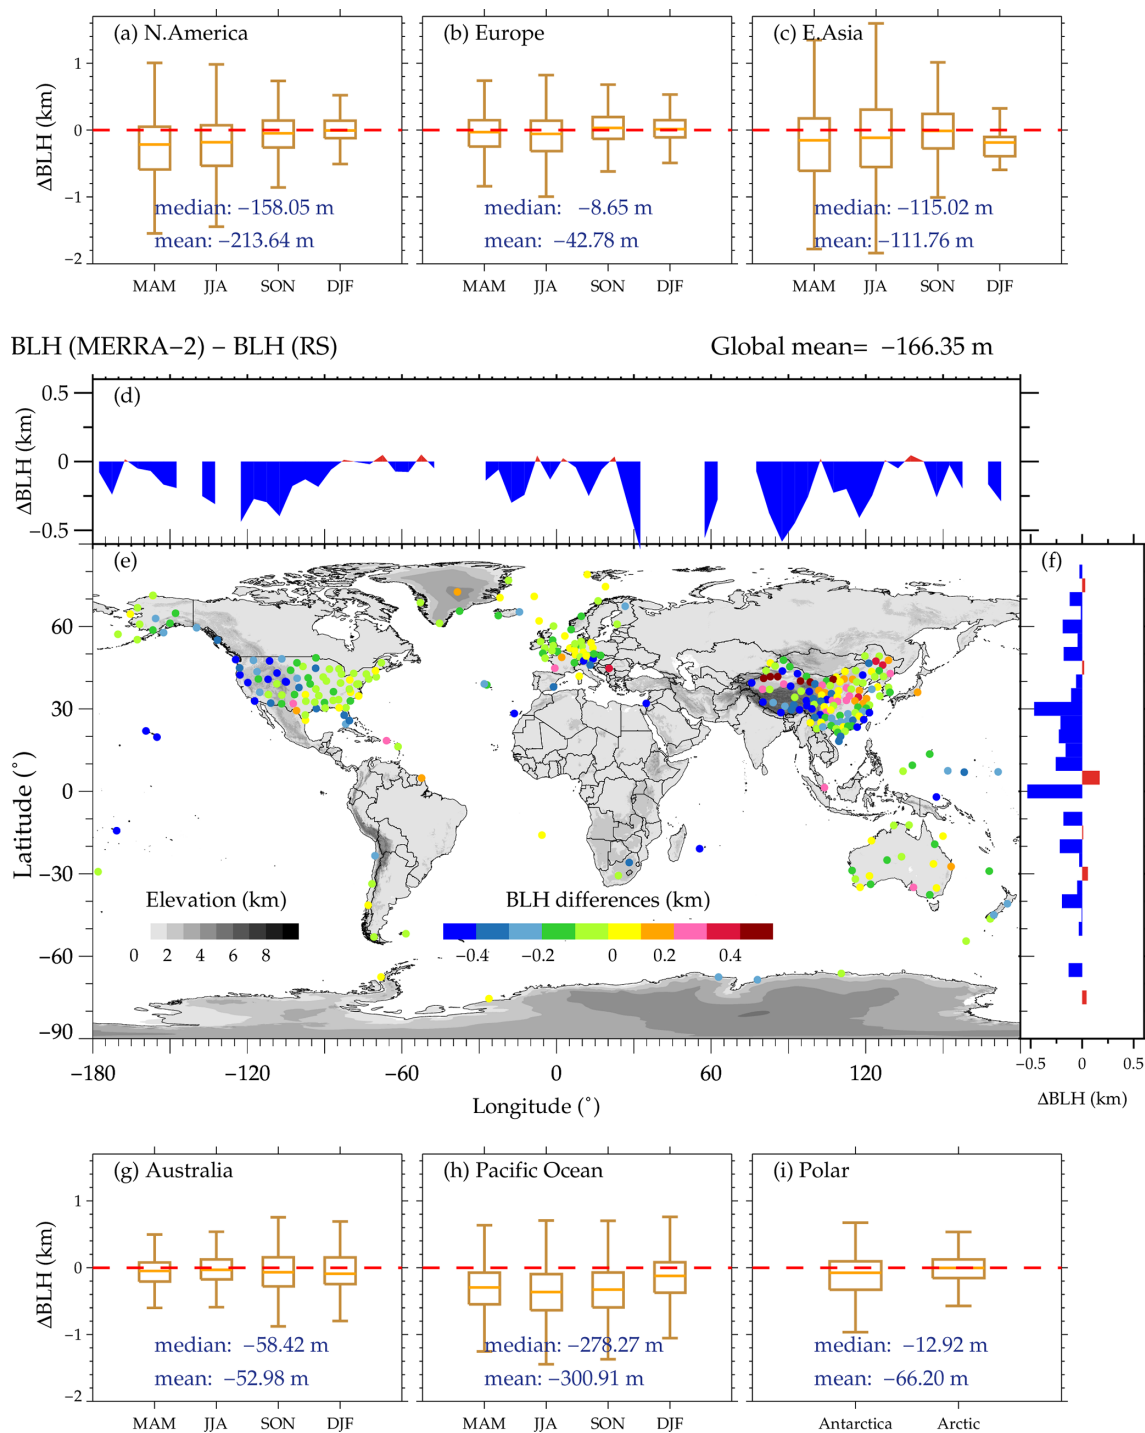 (a) N.America (b) Europe (c) E.Asia
ΔBLH (km)
1
0
−1
−2
median: −158.05 m
mean: −213.64 m
median: −8.65 m
mean: −42.78 m
median: −115.02 m
mean: −111.76 m
MAM JJA SON DJF MAM JJA SON DJF MAM JJA SON DJF
BLH (MERRA−2) − BLH (RS) Global mean= −166.35 m
(d)
ΔBLH (km)
0.5
0
−0.5
(e) (f)
Latitude (°)
60
30
0
−30
−60
−90
Elevation (km)
0 2 4 6 8
BLH differences (km)
−0.4 −0.2 0 0.2 0.4
−180 −120 −60 0 60 120
Longitude (°)
−0.5 0 0.5
ΔBLH (km)
(g) Australia (h) Pacific Ocean (i) Polar
ΔBLH (km)
1
0
−1
−2
median: −58.42 m
mean: −52.98 m
median: −278.27 m
mean: −300.91 m
median: −12.92 m
mean: −66.20 m
MAM JJA SON DJF MAM JJA SON DJF Antarctica Arctic